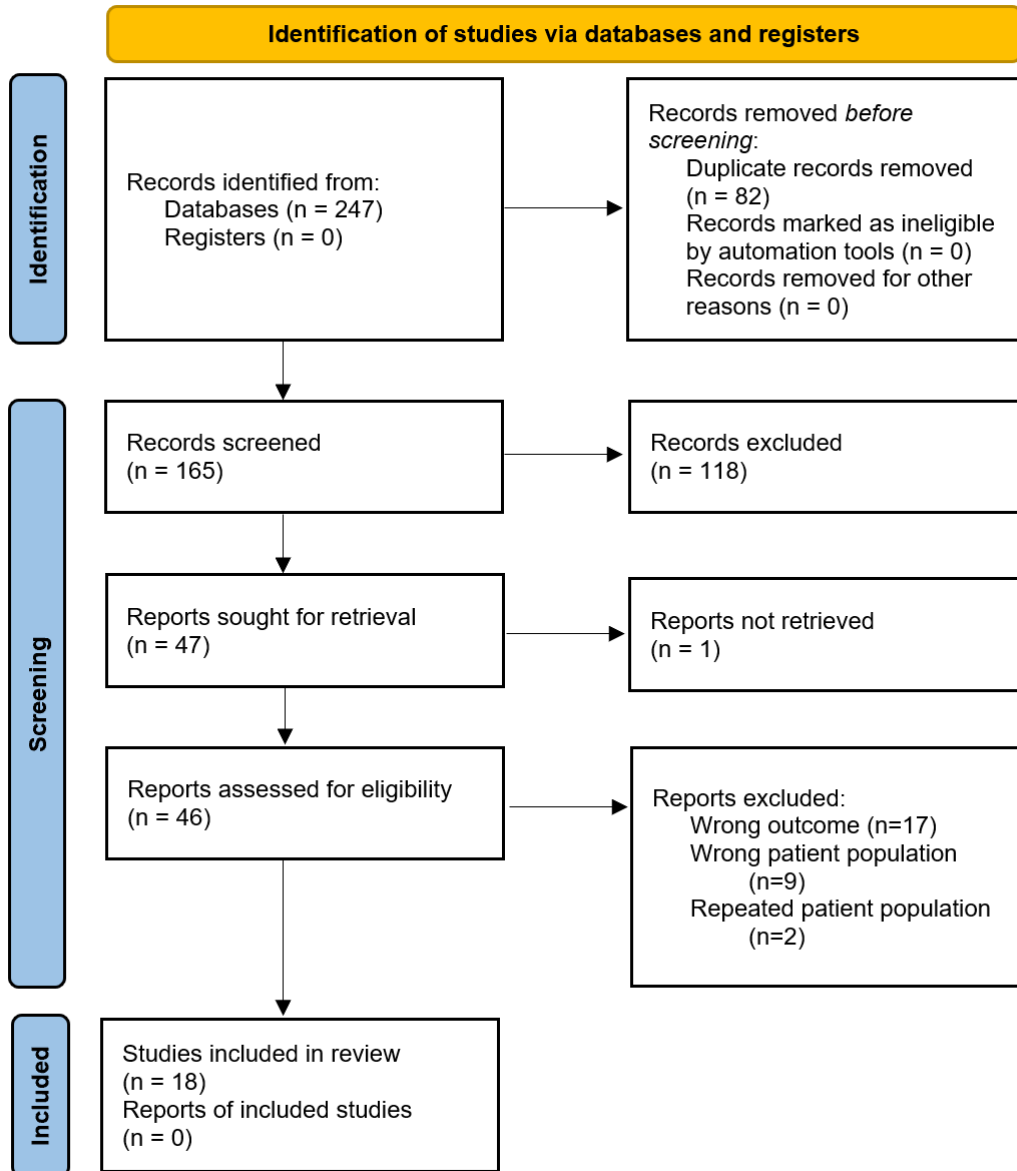 Identification of studies via databases and registers
Identification
Records identified from:
Databases (n = 247)
Registers (n = 0)
Records removed before
screening:
Duplicate records removed
(n = 82)
Records marked as ineligible
by automation tools (n = 0)
Records removed for other
reasons (n = 0)
Screening
Records screened
(n = 165)
Records excluded
(n = 118)
Reports sought for retrieval
(n = 47)
Reports not retrieved
(n = 1)
Reports assessed for eligibility
(n = 46)
Reports excluded:
Wrong outcome (n=17)
Wrong patient population
(n=9)
Repeated patient population
(n=2)
Included
Studies included in review
(n = 18)
Reports of included studies
(n = 0)